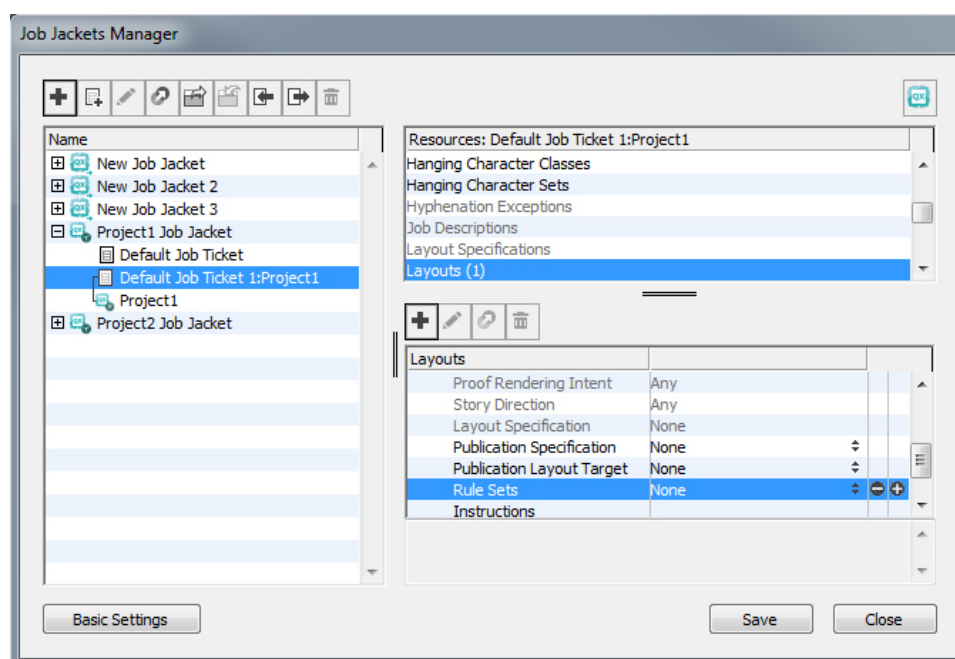 Job Jackets Manager
Name
New Job Jacket
New Job Jacket 2
New Job Jacket 3
Project1 Job Jacket
Default Job Ticket
Default Job Ticket 1:Project1
Project1
Project2 Job Jacket
Resources: Default Job Ticket 1:Project1
Hanging Character Classes
Hanging Character Sets
Hyphenation Exceptions
Job Descriptions
Layout Specifications
Layouts (1)
Layouts
Proof Rendering Intent Any
Story Direction Any
Layout Specification None
Publication Specification None
Publication Layout Target None
Rule Sets None
Instructions
Basic Settings
Save
Close